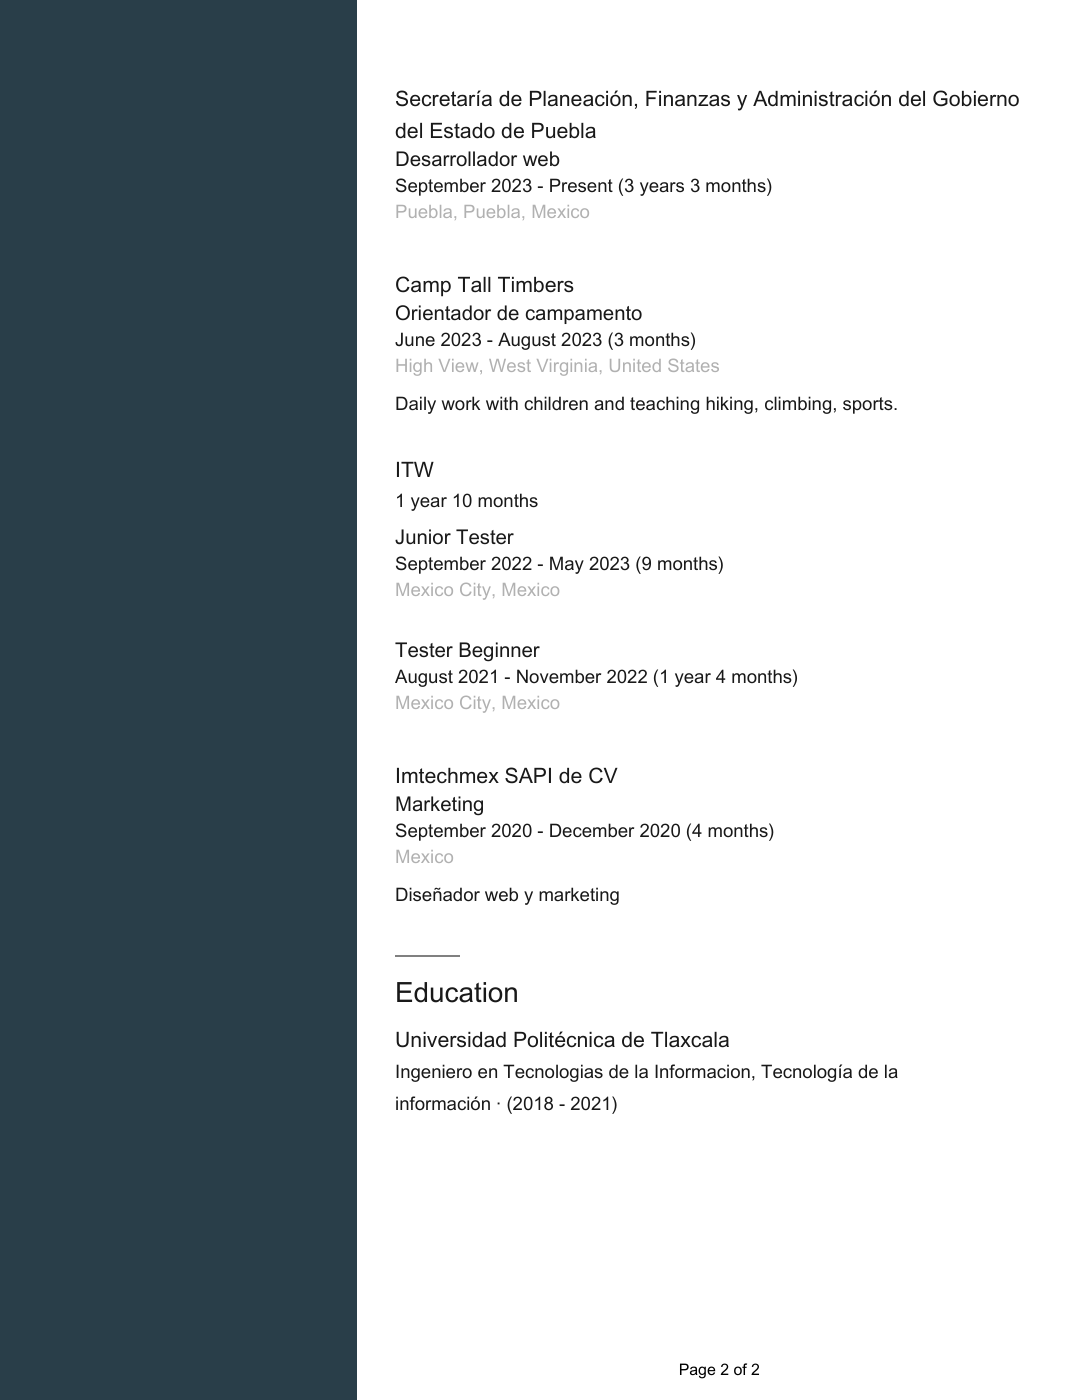 Secretaría de Planeación, Finanzas y Administración del Gobierno
del Estado de Puebla
Desarrollador web
September 2023 - Present (3 years 3 months)
Puebla, Puebla, Mexico
Camp Tall Timbers
Orientador de campamento
June 2023 - August 2023 (3 months)
High View, West Virginia, United States
Daily work with children and teaching hiking, climbing, sports.
ITW
1 year 10 months
Junior Tester
September 2022 - May 2023 (9 months)
Mexico City, Mexico
Tester Beginner
August 2021 - November 2022 (1 year 4 months)
Mexico City, Mexico
Imtechmex SAPI de CV
Marketing
September 2020 - December 2020 (4 months)
Mexico
Diseñador web y marketing
Education
Universidad Politécnica de Tlaxcala
Ingeniero en Tecnologias de la Informacion, Tecnología de la
información · (2018 - 2021)
Page 2 of 2